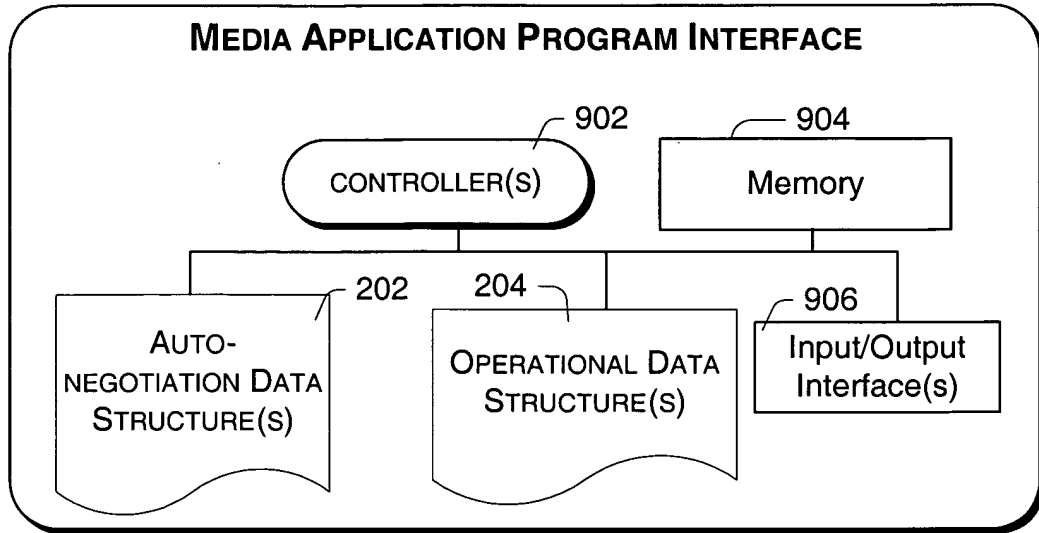 MEDIA APPLICATION PROGRAM INTERFACE
902
904
CONTROLLER(S)
Memory
202
204
906
AUTO-
NEGOTIATION DATA
STRUCTURE(S)
OPERATIONAL DATA
STRUCTURE(S)
Input/Output
Interface(s)